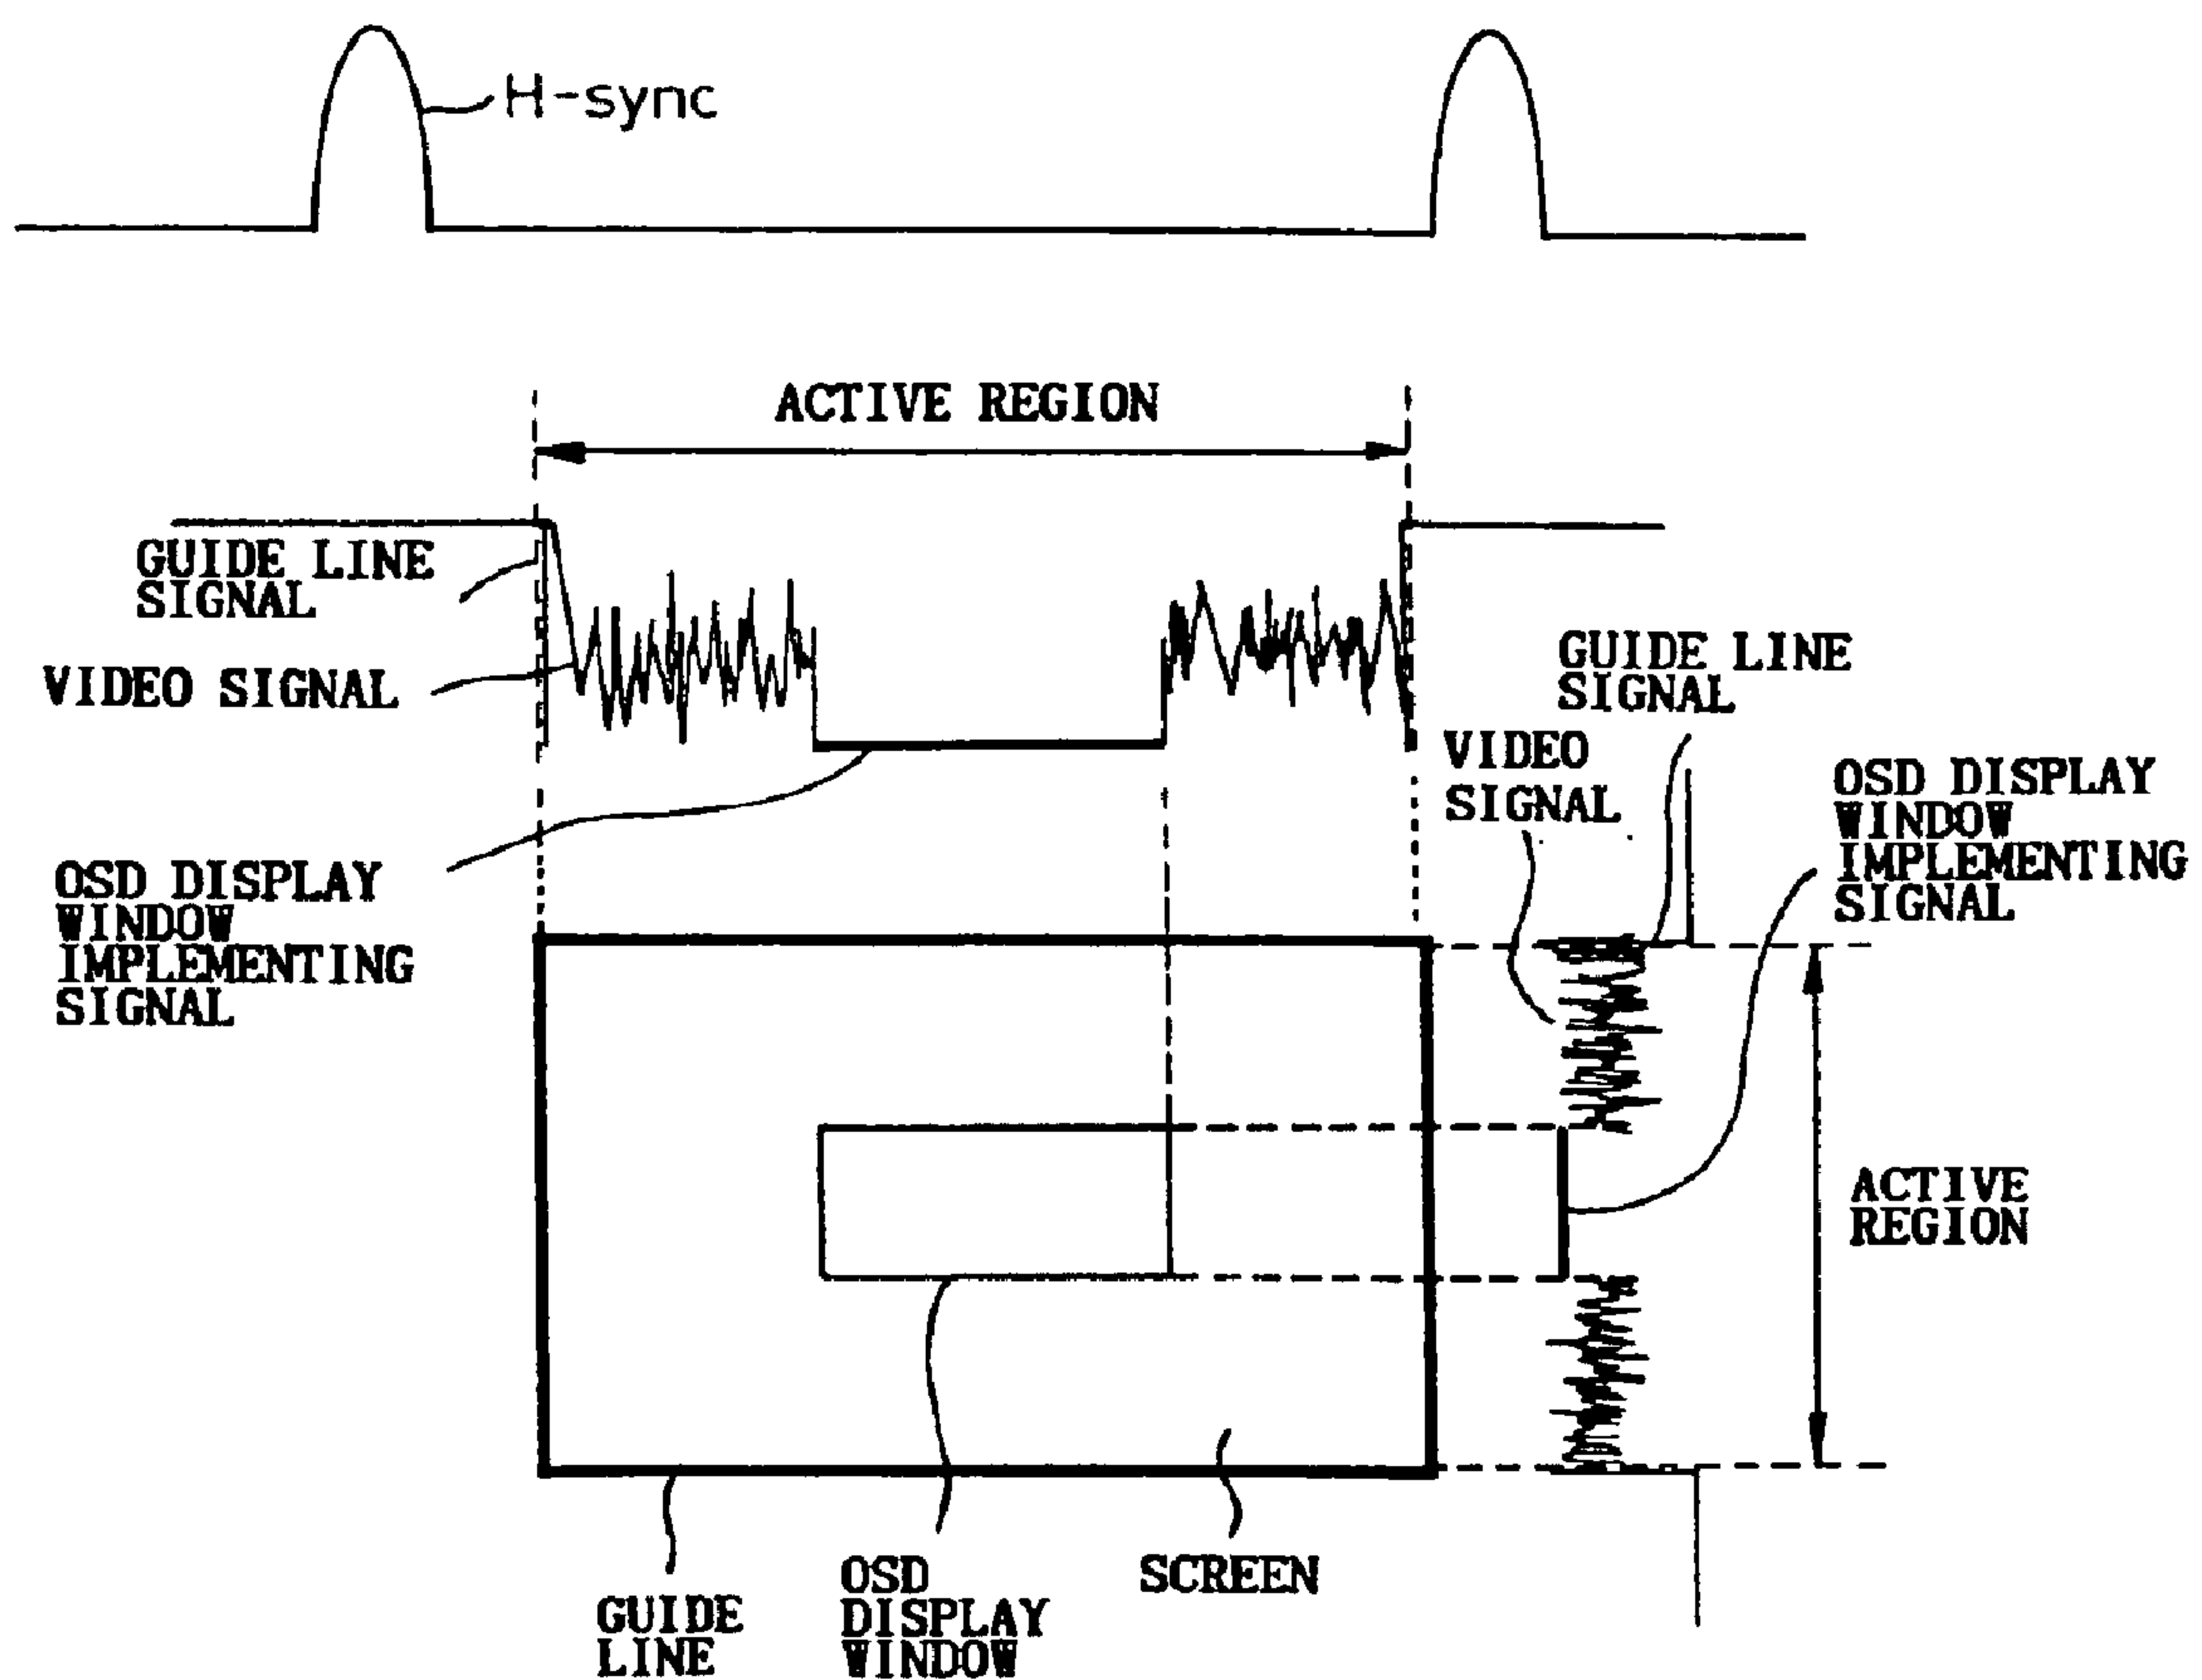 H-sync
ACTIVE REGION
GUIDE LINE
SIGNAL
VIDEO SIGNAL
GUIDE LINE
SIGNAL
VIDEO
SIGNAL
OSD DISPLAY
WINDOW
IMPLEMENTING
SIGNAL
OSD DISPLAY
WINDOW
IMPLEMENTING
SIGNAL
ACTIVE
REGION
GUIDE
LINE
OSD
DISPLAY
WINDOW
SCREEN